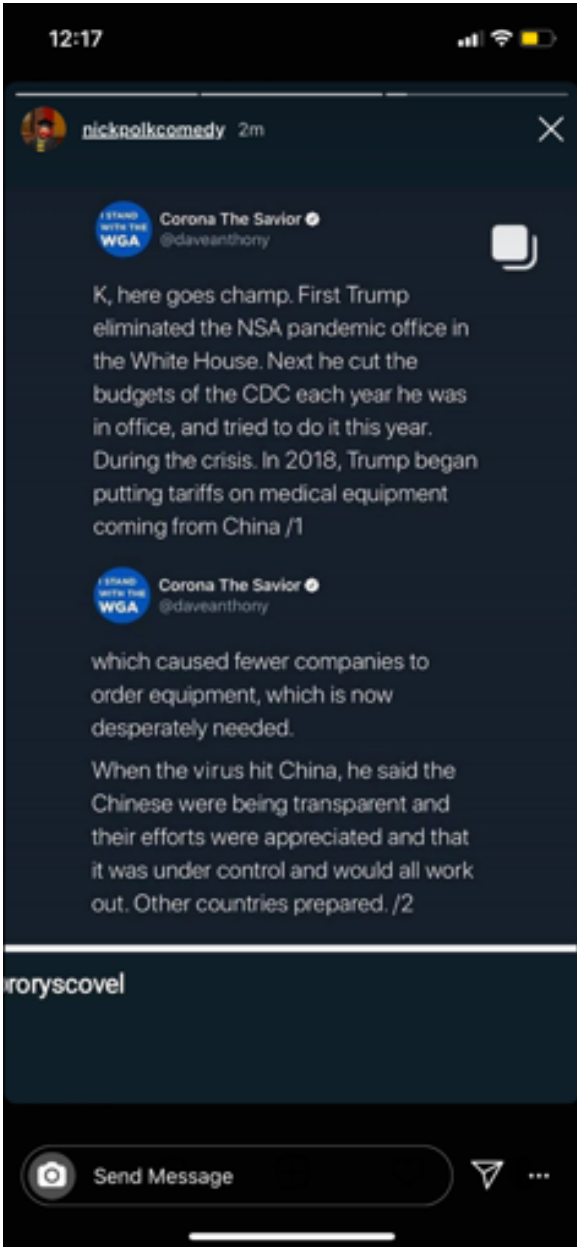 12:17
nickpolkcomedy 2m
I STAND
WITH THE
WGA
Corona The Savior
@daveanthony
K, here goes champ. First Trump
eliminated the NSA pandemic office in
the White House. Next he cut the
budgets of the CDC each year he was
in office, and tried to do it this year.
During the crisis. In 2018, Trump began
putting tariffs on medical equipment
coming from China /1
I STAND
WITH THE
WGA
Corona The Savior
@daveanthony
which caused fewer companies to
order equipment, which is now
desperately needed.
When the virus hit China, he said the
Chinese were being transparent and
their efforts were appreciated and that
it was under control and would all work
out. Other countries prepared. /2
roryscovel
Send Message